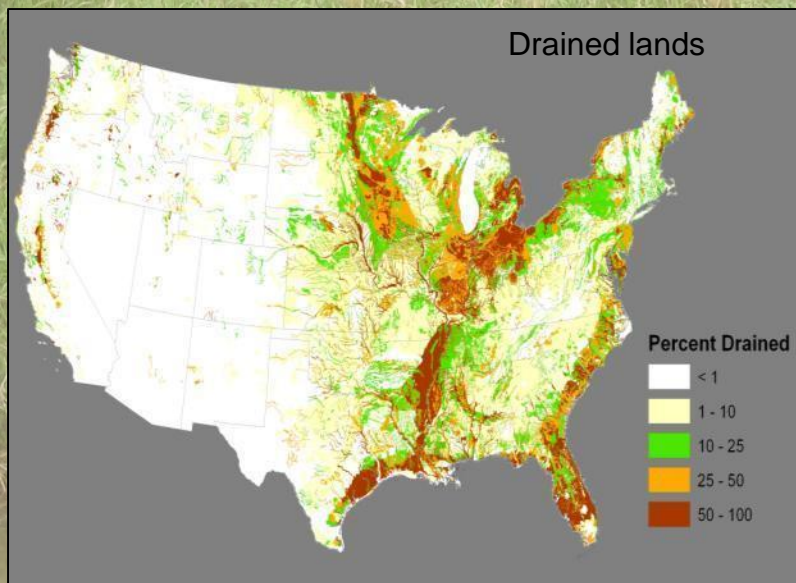 Drained lands
Percent Drained
< 1
1 - 10
10 - 25
25 - 50
50 - 100